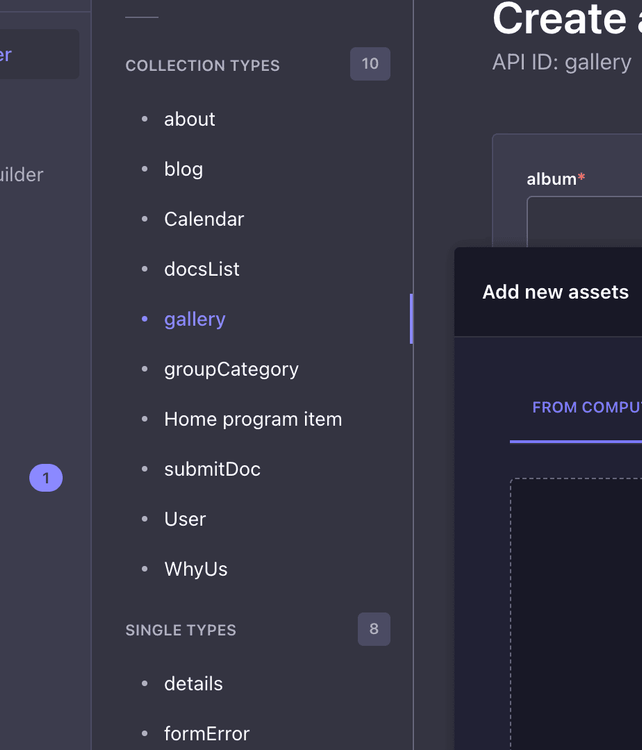 er
uilder
1
COLLECTION TYPES 10
about
blog
Calendar
docsList
gallery
groupCategory
Home program item
submitDoc
User
WhyUs
SINGLE TYPES 8
details
formError
Create a
API ID: gallery
album*
Add new assets
FROM COMPU